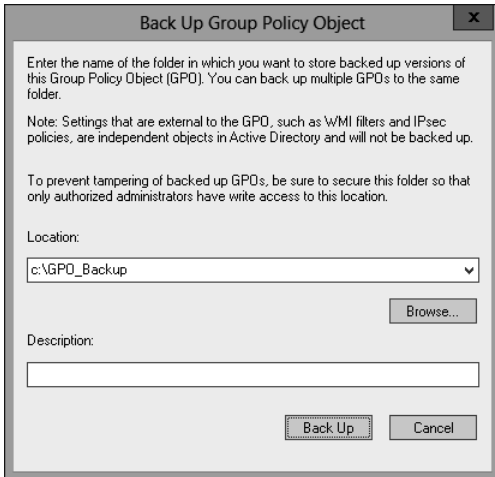 Back Up Group Policy Object
x
Enter the name of the folder in which you want to store backed up versions of
this Group Policy Object (GPO). You can back up multiple GPOs to the same
folder.
Note: Settings that are external to the GPO, such as WMI filters and IPsec
policies, are independent objects in Active Directory and will not be backed up.
To prevent tampering of backed up GPOs, be sure to secure this folder so that
only authorized administrators have write access to this location.
Location:
c:\GPO_Backup
Browse...
Description:
Back Up Cancel